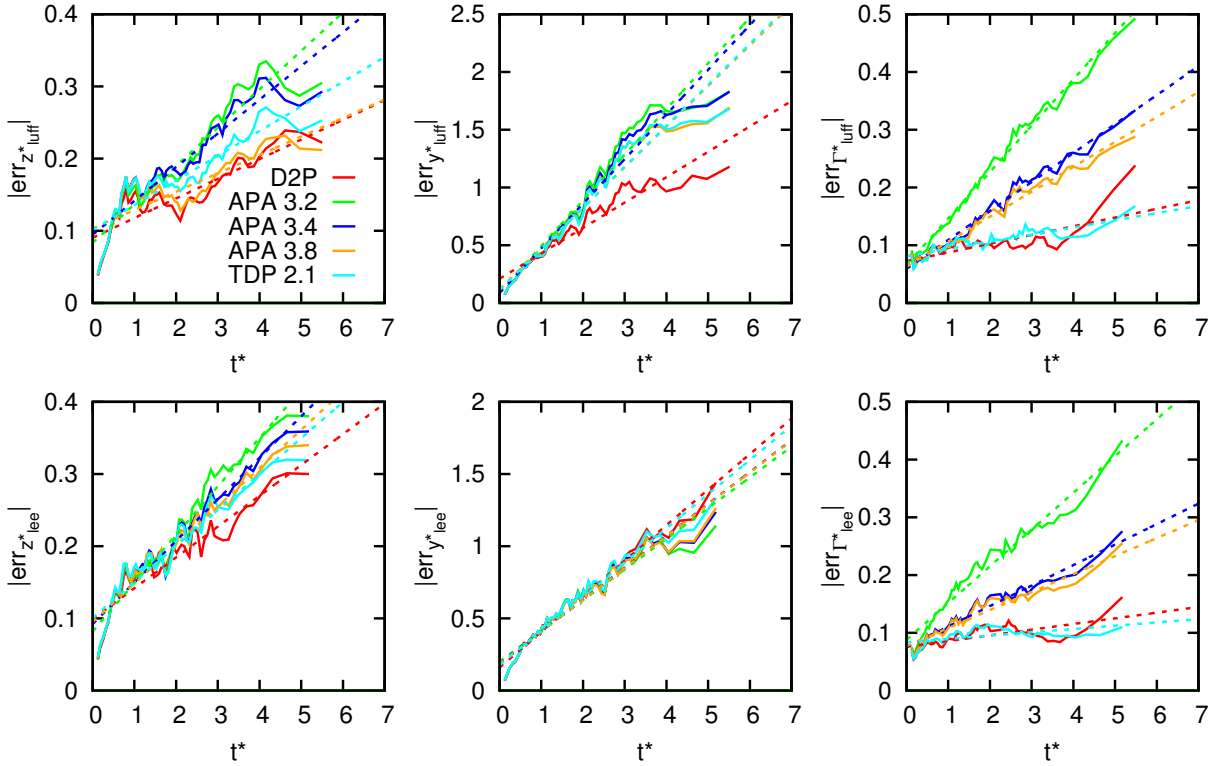 |err_{z*_{luff}}|
0.4
0.3
0.2
0.1
0
0 1 2 3 4 5 6 7
t*
D2P
APA 3.2
APA 3.4
APA 3.8
TDP 2.1
|err_{y*_{luff}}|
2.5
2
1.5
1
0.5
0
0 1 2 3 4 5 6 7
t*
|err_{Γ*_{luff}}|
0.5
0.4
0.3
0.2
0.1
0
0 1 2 3 4 5 6 7
t*
|err_{z*_{lee}}|
0.4
0.3
0.2
0.1
0
0 1 2 3 4 5 6 7
t*
|err_{y*_{lee}}|
2
1.5
1
0.5
0
0 1 2 3 4 5 6 7
t*
|err_{Γ*_{lee}}|
0.5
0.4
0.3
0.2
0.1
0
0 1 2 3 4 5 6 7
t*